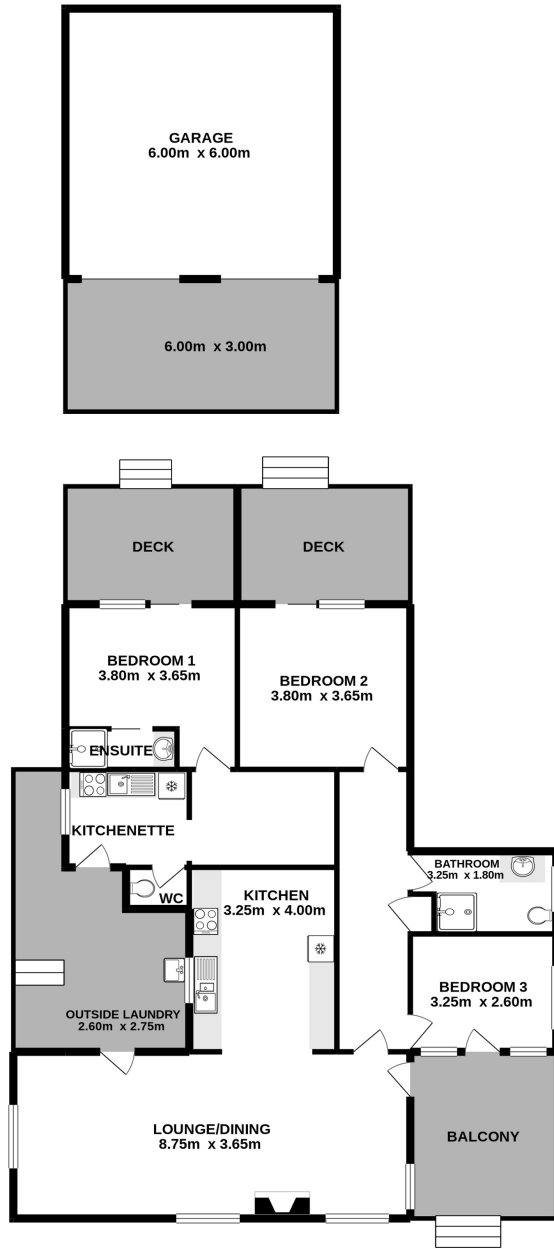 GARAGE
6.00m x 6.00m
6.00m x 3.00m
DECK
DECK
BEDROOM 1
3.80m x 3.65m
BEDROOM 2
3.80m x 3.65m
ENSUITE
KITCHENETTE
WC
KITCHEN
3.25m x 4.00m
BATHROOM
3.25m x 1.80m
BEDROOM 3
3.25m x 2.60m
OUTSIDE LAUNDRY
2.60m x 2.75m
LOUNGE/DINING
8.75m x 3.65m
BALCONY